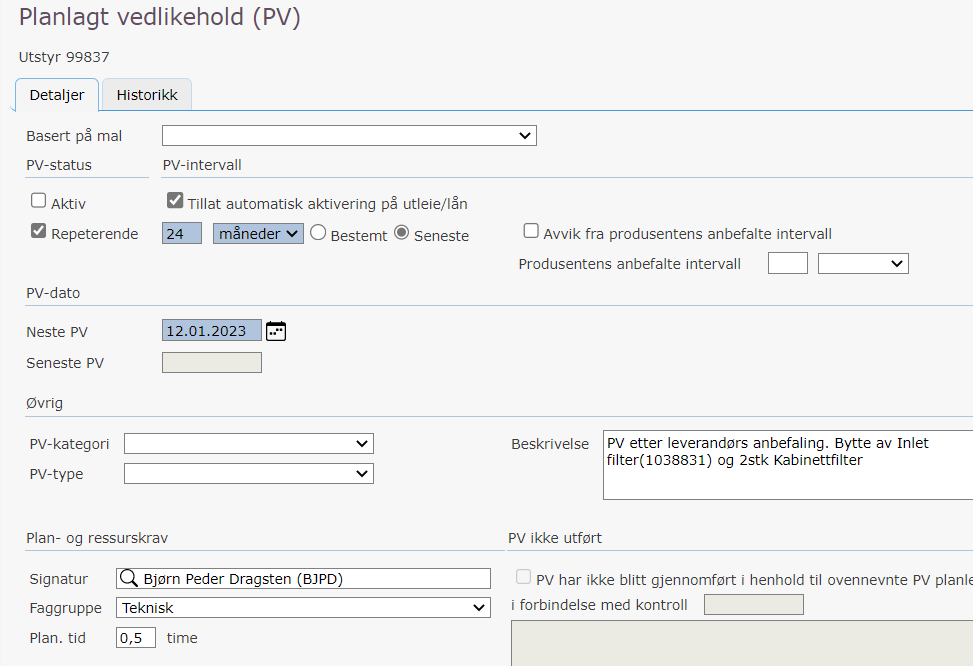 Planlagt vedlikehold (PV)
Utstyr 99837
Detaljer Historikk
Basert på mal
PV-status PV-intervall
Aktiv Tillat automatisk aktivering på utleie/lån
Repeterende 24 måneder Bestemt Seneste Avvik fra produsentens anbefalte intervall
Produsentens anbefalte intervall
PV-dato
Neste PV 12.01.2023
Seneste PV
Øvrig
PV-kategori Beskrivelse PV etter leverandørs anbefaling. Bytte av Inlet
filter(1038831) og 2stk Kabinettfilter
PV-type
Plan- og ressurskrav PV ikke utført
Signatur Bjørn Peder Dragsten (BJPD) PV har ikke blitt gjennomført i henhold til ovennevnte PV planle
Faggruppe Teknisk i forbindelse med kontroll
Plan. tid 0,5 time